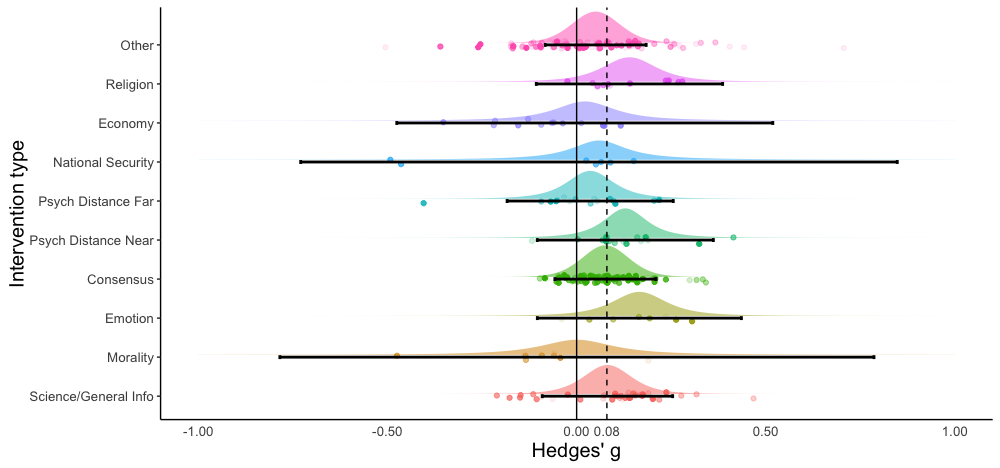 Intervention type
Other
Religion
Economy
National Security
Psych Distance Far
Psych Distance Near
Consensus
Emotion
Morality
Science/General Info
-1.00 -0.50 0.00 0.08 0.50 1.00
Hedges' g